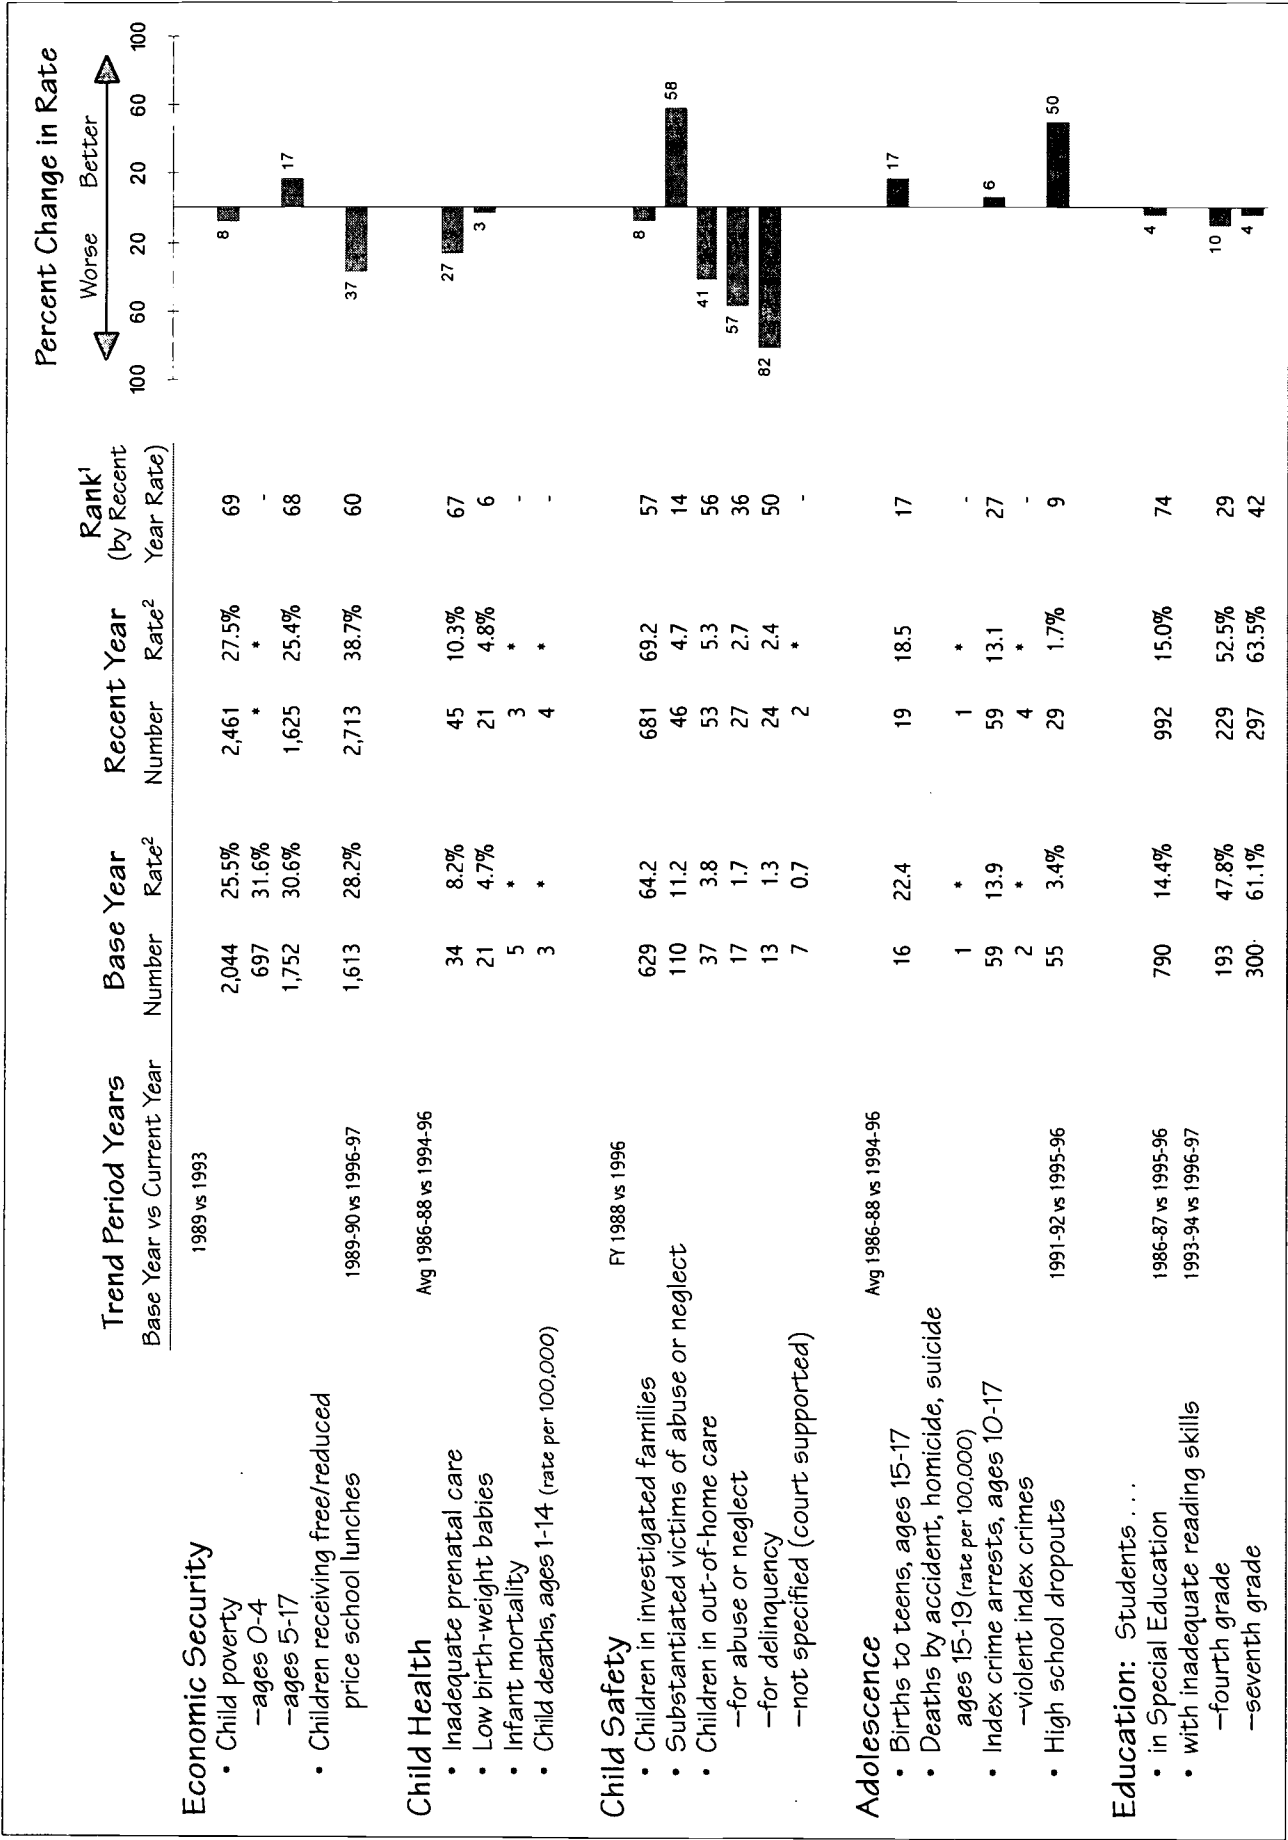 Trend Period Years Base Year Recent Year Rank¹ Percent Change in Rate
Base Year vs Current Year Number Rate² Number Rate² (by Recent Year Rate) Worse Better
100 60 20 20 60 100
Economic Security 1989 vs 1993
• Child poverty 2,044 25.5% 2,461 27.5% 69 8
–ages 0-4 697 31.6% * * -
–ages 5-17 1,752 30.6% 1,625 25.4% 68 17
• Children receiving free/reduced
price school lunches 1989-90 vs 1996-97 1,613 28.2% 2,713 38.7% 60 37
Child Health Avg 1986-88 vs 1994-96
• Inadequate prenatal care 34 8.2% 45 10.3% 67 27
• Low birth-weight babies 21 4.7% 21 4.8% 6 3
• Infant mortality 5 * 3 * -
• Child deaths, ages 1-14 (rate per 100,000) 3 * 4 * -
Child Safety FY 1988 vs 1996
• Children in investigated families 629 64.2 681 69.2 57 8
• Substantiated victims of abuse or neglect 110 11.2 46 4.7 14 58
• Children in out-of-home care 37 3.8 53 5.3 56 41
–for abuse or neglect 17 1.7 27 2.7 36 57
–for delinquency 13 1.3 24 2.4 50 82
–not specified (court supported) 7 0.7 2 * -
Adolescence Avg 1986-88 vs 1994-96
• Births to teens, ages 15-17 16 22.4 19 18.5 17 17
• Deaths by accident, homicide, suicide
ages 15-19 (rate per 100,000) 1 * 1 * -
• Index crime arrests, ages 10-17 59 13.9 59 13.1 27 6
–violent index crimes 2 * 4 * -
• High school dropouts 1991-92 vs 1995-96 55 3.4% 29 1.7% 9 50
Education: Students . . . .
• in Special Education 1986-87 vs 1995-96 790 14.4% 992 15.0% 74 4
• with inadequate reading skills 1993-94 vs 1996-97
–fourth grade 193 47.8% 229 52.5% 29 10
–seventh grade 300 61.1% 297 63.5% 42 4